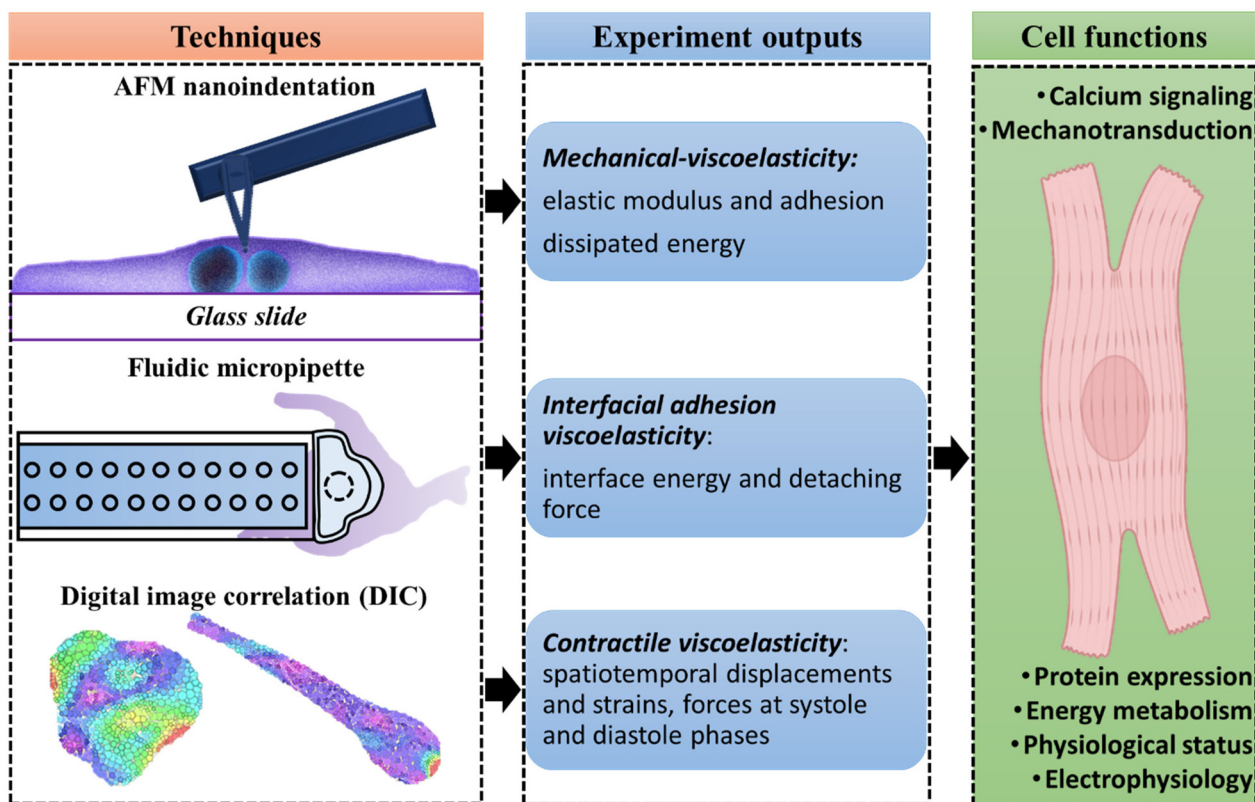 Techniques
Experiment outputs
Cell functions
AFM nanoindentation
Glass slide
Fluidic micropipette
Digital image correlation (DIC)
Mechanical-viscoelasticity:
elastic modulus and adhesion
dissipated energy
Interfacial adhesion
viscoelasticity:
interface energy and detaching
force
Contractile viscoelasticity:
spatiotemporal displacements
and strains, forces at systole
and diastole phases
•Calcium signaling
•Mechanotransduction
•Protein expression
•Energy metabolism
•Physiological status
•Electrophysiology